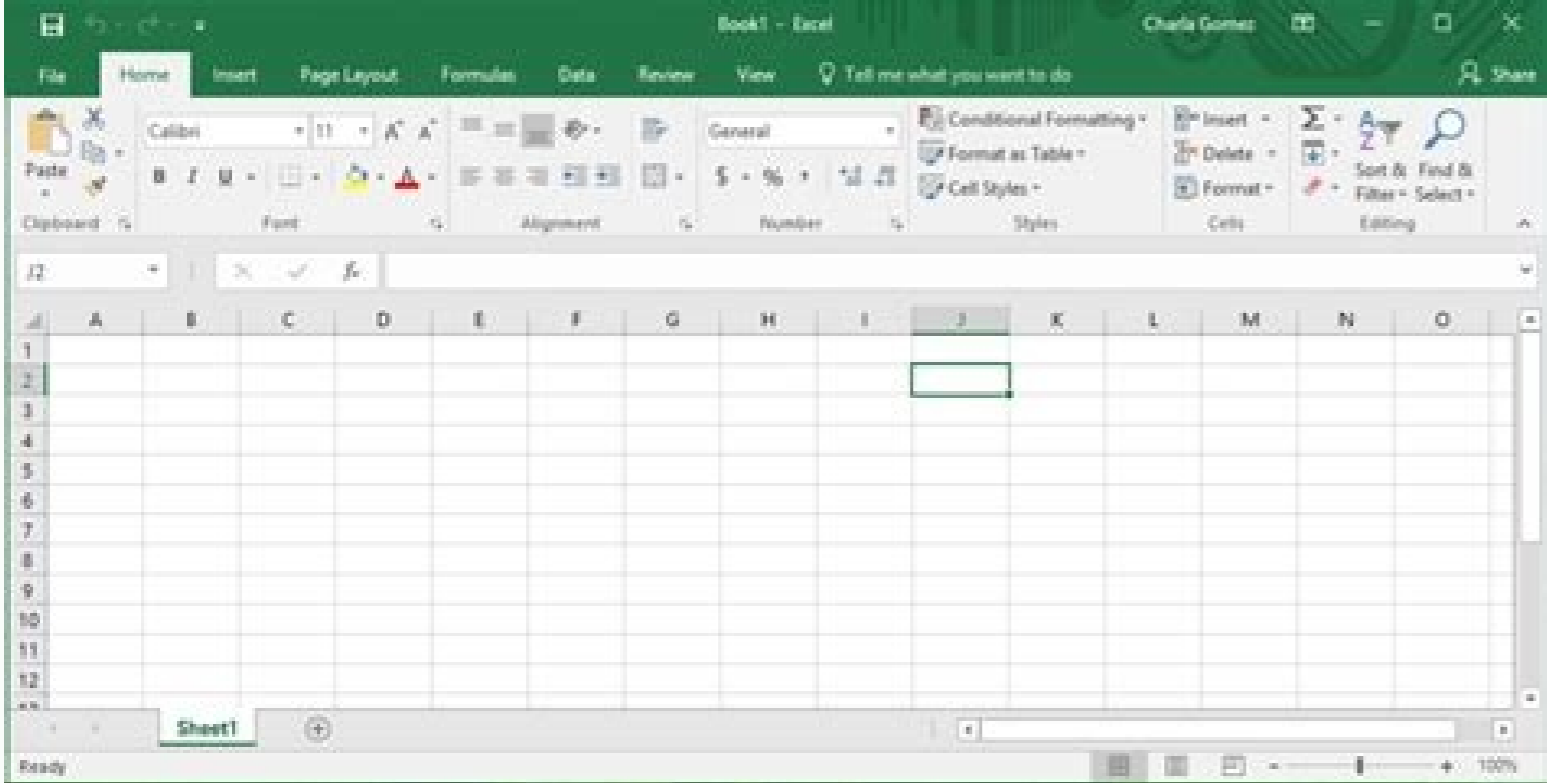 Book1 - Excel
Charla Gomez
File Home Insert Page Layout Formulas Data Review View Tell me what you want to do Share
Paste
Calibri 11
B I U
General
$ % ,
Conditional Formatting
Format as Table
Cell Styles
Insert
Delete
Format
Sort & Filter
Find & Select
Clipboard Font Alignment Number Styles Cells Editing
J2 fx
A B C D E F G H I J K L M N O
1
2
3
4
5
6
7
8
9
10
11
12
Sheet1
Ready 100%